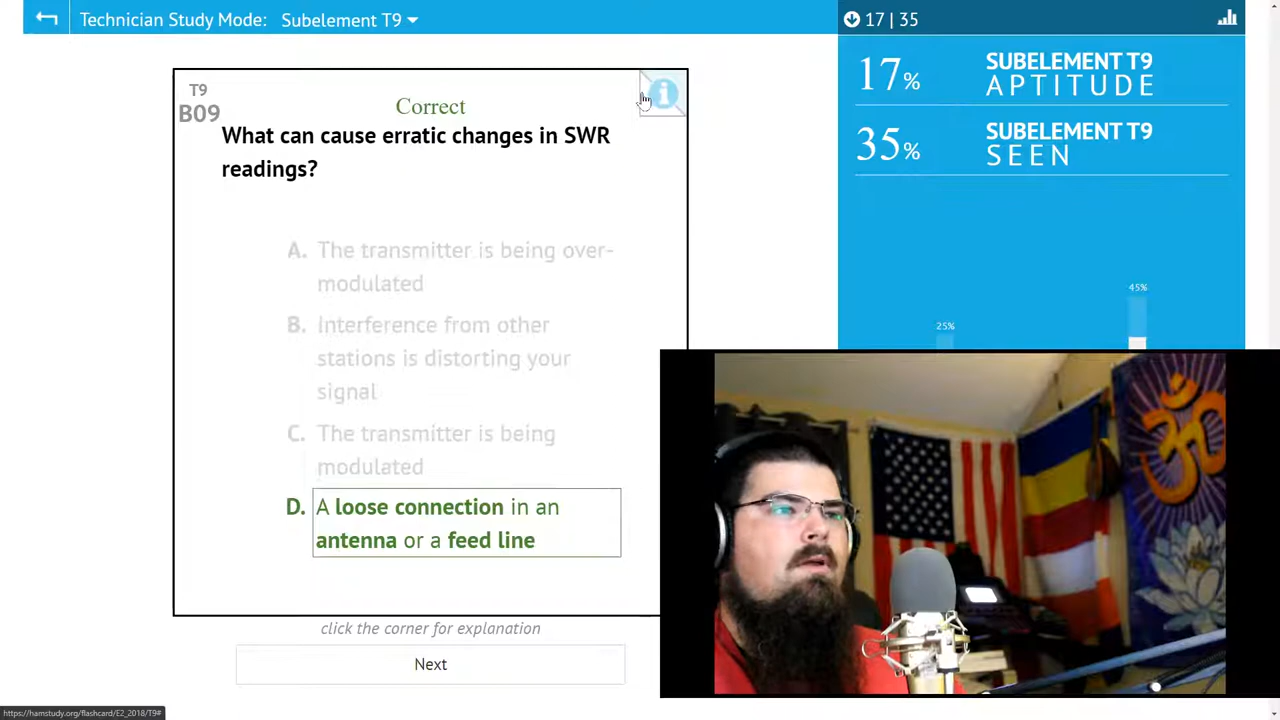 Technician Study Mode: Subelement T9
17 | 35
T9
B09
Correct
What can cause erratic changes in SWR
readings?
A. The transmitter is being over-
modulated
B. Interference from other
stations is distorting your
signal
C. The transmitter is being
modulated
D. A loose connection in an
antenna or a feed line
click the corner for explanation
Next
17%
SUBELEMENT T9
APTITUDE
35%
SUBELEMENT T9
SEEN
25%
45%
https://hamstudy.org/flashcard/E2_2018/T9#